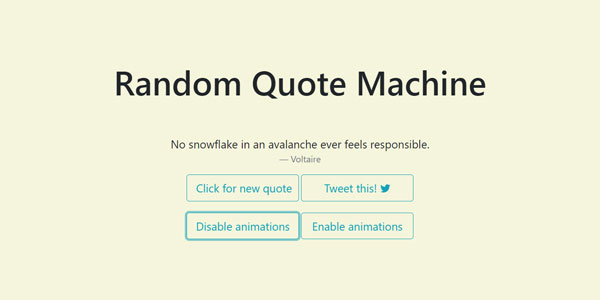 Random Quote Machine
No snowflake in an avalanche ever feels responsible.
— Voltaire
Click for new quote Tweet this!
Disable animations Enable animations